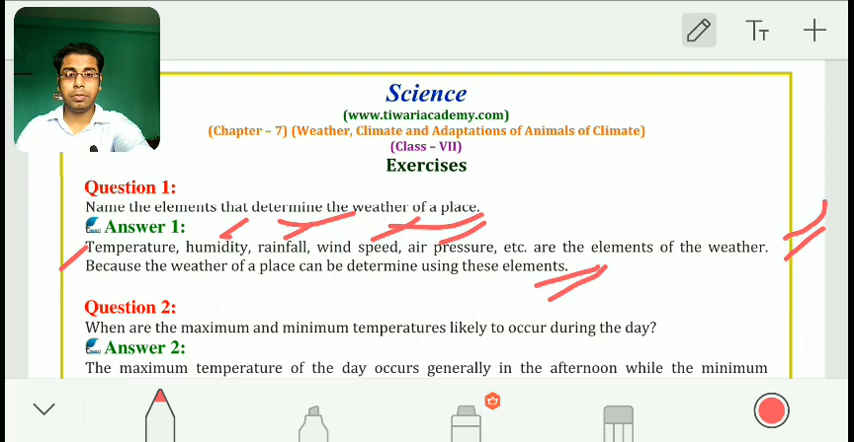 Science
(www.tiwariacademy.com)
(Chapter – 7) (Weather, Climate and Adaptations of Animals of Climate)
(Class – VII)
Exercises
Question 1:
Name the elements that determine the weather of a place.
Answer 1:
Temperature, humidity, rainfall, wind speed, air pressure, etc. are the elements of the weather.
Because the weather of a place can be determine using these elements.
Question 2:
When are the maximum and minimum temperatures likely to occur during the day?
Answer 2:
The maximum temperature of the day occurs generally in the afternoon while the minimum